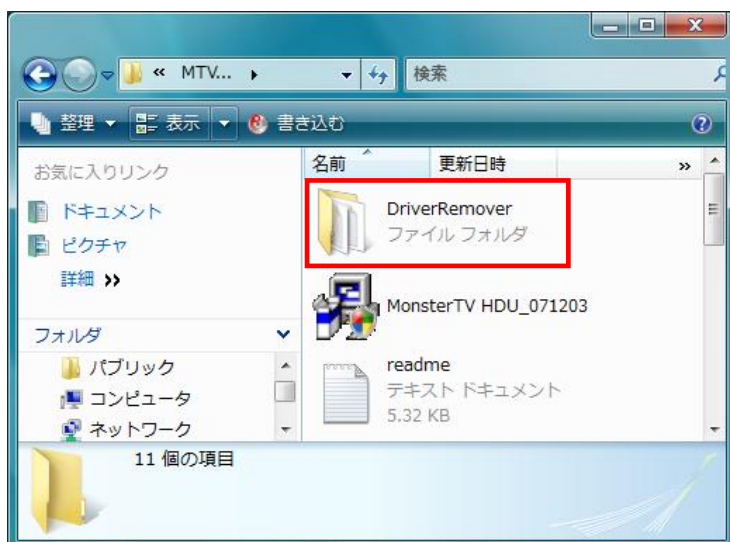 « MTV...
検索
整理
表示
書き込む
お気に入りリンク
ドキュメント
ピクチャ
詳細 »
フォルダ
パブリック
コンピュータ
ネットワーク
名前
更新日時
»
DriverRemover
ファイル フォルダ
MonsterTV HDU_071203
readme
テキスト ドキュメント
5.32 KB
11 個の項目